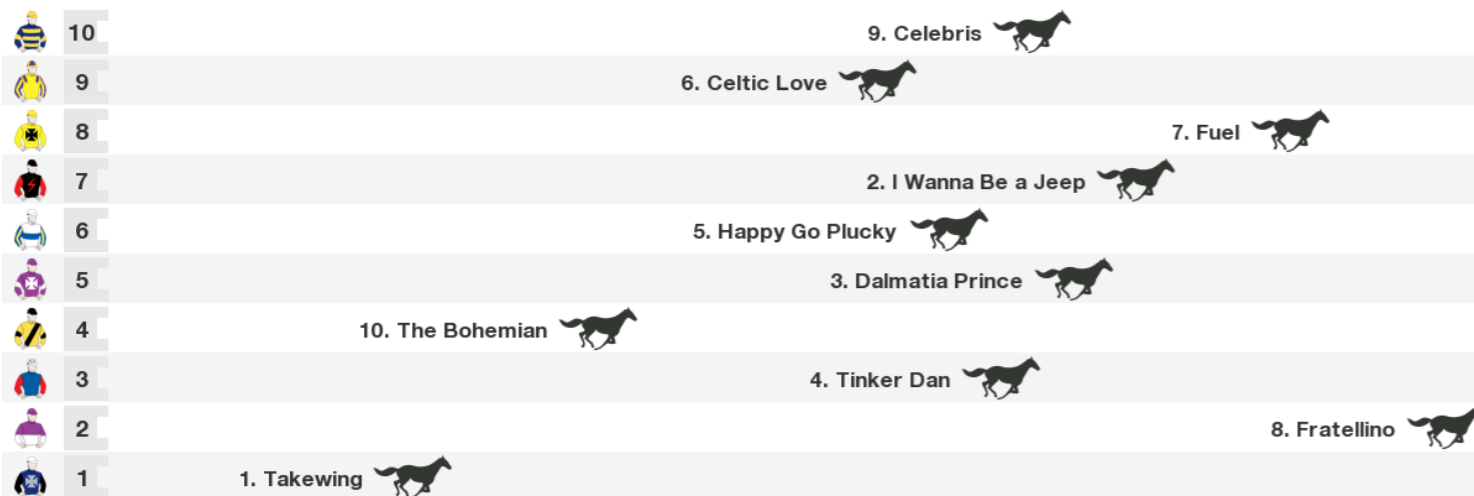 10 9. Celebris
9 6. Celtic Love
8 7. Fuel
7 2. I Wanna Be a Jeep
6 5. Happy Go Plucky
5 3. Dalmatia Prince
4 10. The Bohemian
3 4. Tinker Dan
2 8. Fratellino
1 1. Takewing